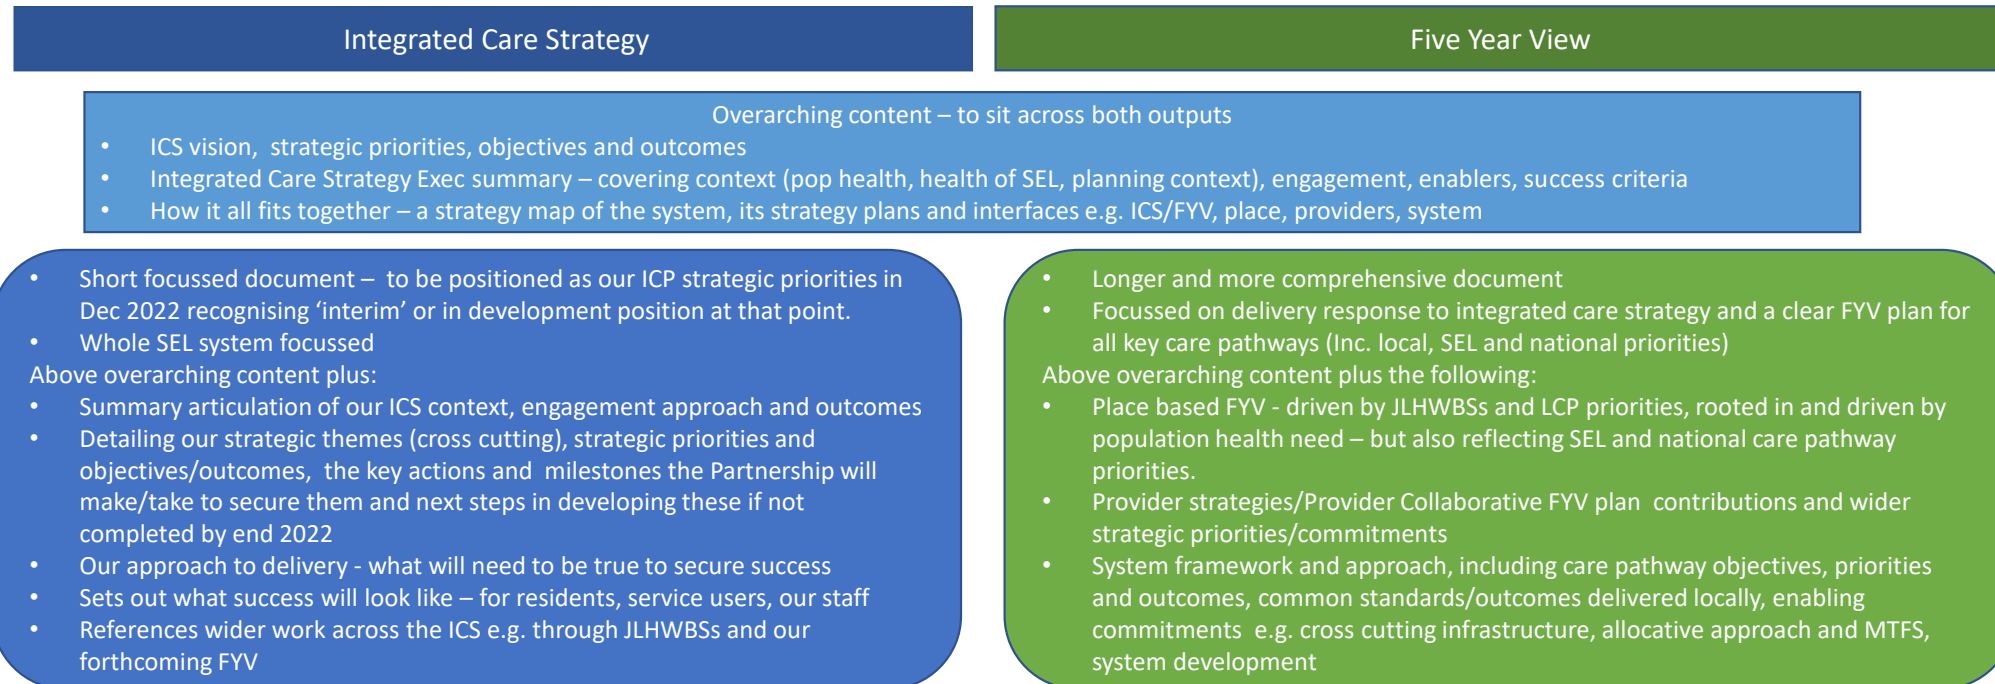 Integrated Care Strategy
Five Year View
Overarching content – to sit across both outputs
• ICS vision, strategic priorities, objectives and outcomes
• Integrated Care Strategy Exec summary – covering context (pop health, health of SEL, planning context), engagement, enablers, success criteria
• How it all fits together – a strategy map of the system, its strategy plans and interfaces e.g. ICS/FYV, place, providers, system
• Short focussed document – to be positioned as our ICP strategic priorities in
Dec 2022 recognising ‘interim’ or in development position at that point.
• Whole SEL system focussed
Above overarching content plus:
• Summary articulation of our ICS context, engagement approach and outcomes
• Detailing our strategic themes (cross cutting), strategic priorities and
objectives/outcomes, the key actions and milestones the Partnership will
make/take to secure them and next steps in developing these if not
completed by end 2022
• Our approach to delivery - what will need to be true to secure success
• Sets out what success will look like – for residents, service users, our staff
• References wider work across the ICS e.g. through JLHWBSs and our
forthcoming FYV
• Longer and more comprehensive document
• Focussed on delivery response to integrated care strategy and a clear FYV plan for
all key care pathways (Inc. local, SEL and national priorities)
Above overarching content plus the following:
• Place based FYV - driven by JLHWBSs and LCP priorities, rooted in and driven by
population health need – but also reflecting SEL and national care pathway
priorities.
• Provider strategies/Provider Collaborative FYV plan contributions and wider
strategic priorities/commitments
• System framework and approach, including care pathway objectives, priorities
and outcomes, common standards/outcomes delivered locally, enabling
commitments e.g. cross cutting infrastructure, allocative approach and MTFS,
system development